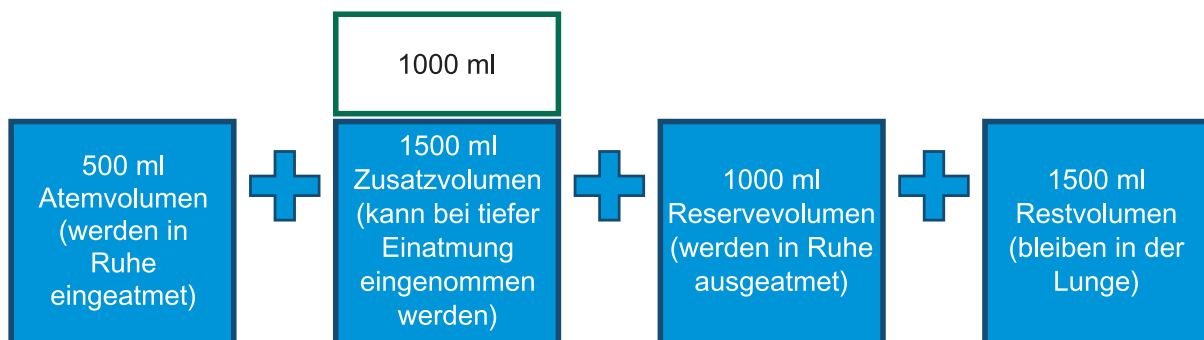 1000 ml
500 ml
Atemvolumen
(werden in
Ruhe
eingeatmet)
1500 ml
Zusatzvolumen
(kann bei tiefer
Einatmung
eingenommen
werden)
1000 ml
Reservevolumen
(werden in Ruhe
ausgeatmet)
1500 ml
Restvolumen
(bleiben in der
Lunge)